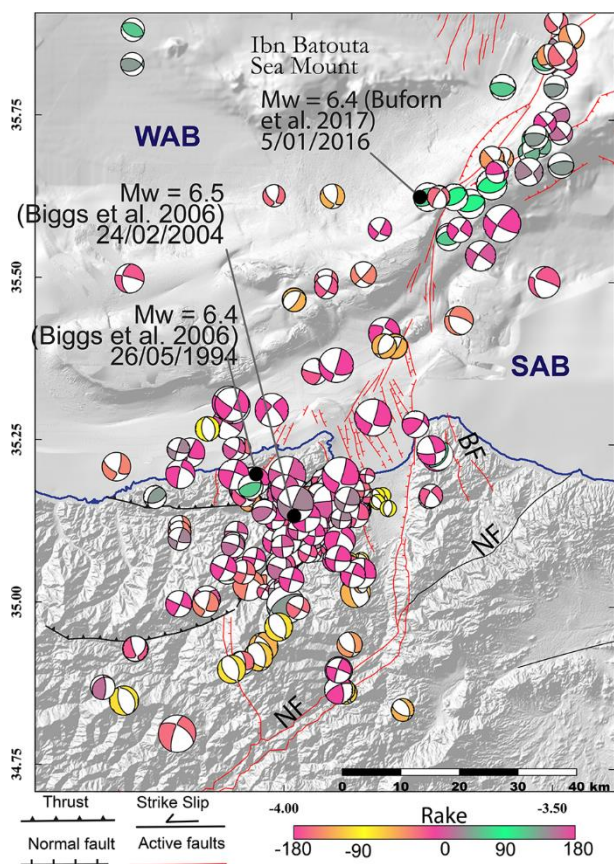 Ibn Batouta
Sea Mount
Mw = 6.4 (Buforn
et al. 2017)
5/01/2016
WAB
Mw = 6.5
(Biggs et al. 2006)
24/02/2004
Mw = 6.4
(Biggs et al. 2006)
26/05/1994
SAB
BF
NF
NF
35.75
35.50
35.25
35.00
34.75
0 10 20 30 40 km
-4.00
-3.50
Thrust
Strike Slip
Normal fault
Active faults
Rake
-180 -90 0 90 180